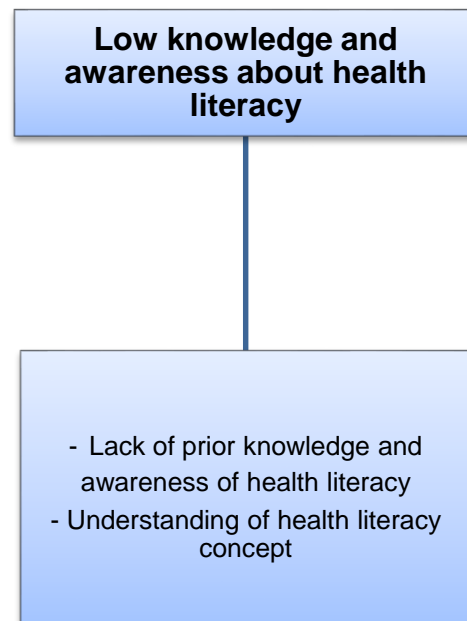 Low knowledge and
awareness about health
literacy
- Lack of prior knowledge and
awareness of health literacy
- Understanding of health literacy
concept